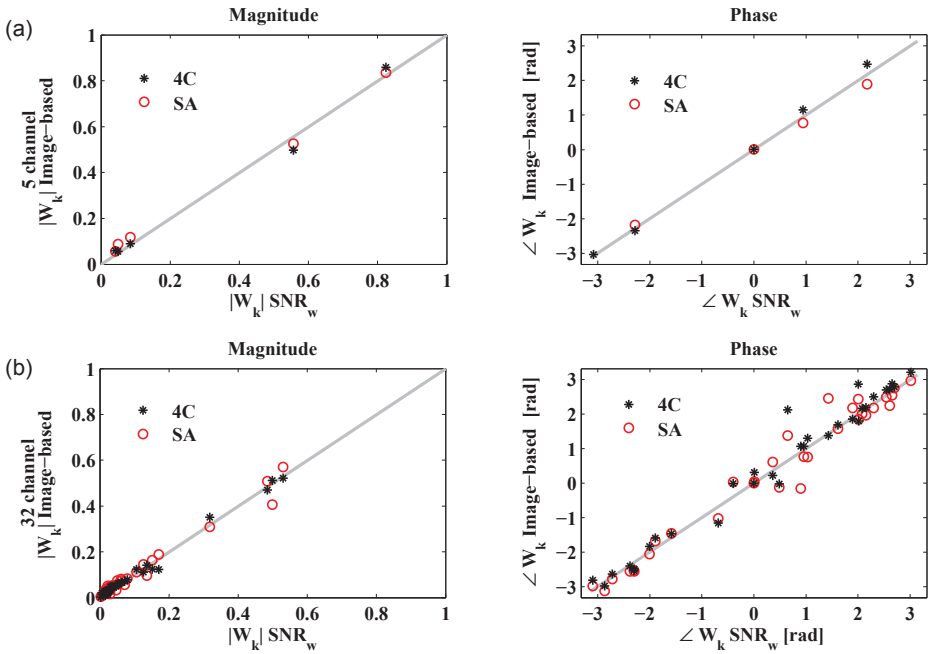 (a)
Magnitude
5 channel
|W_k| Image−based
1
0.8
0.6
0.4
0.2
0
4C
SA
0 0.2 0.4 0.6 0.8 1
|W_k| SNR_w
Phase
∠ W_k Image−based [rad]
3
2
1
0
−1
−2
−3
4C
SA
−3 −2 −1 0 1 2 3
∠ W_k SNR_w
(b)
Magnitude
32 channel
|W_k| Image−based
1
0.8
0.6
0.4
0.2
0
4C
SA
0 0.2 0.4 0.6 0.8 1
|W_k| SNR_w
Phase
∠ W_k Image−based [rad]
3
2
1
0
−1
−2
−3
4C
SA
−3 −2 −1 0 1 2 3
∠ W_k SNR_w [rad]